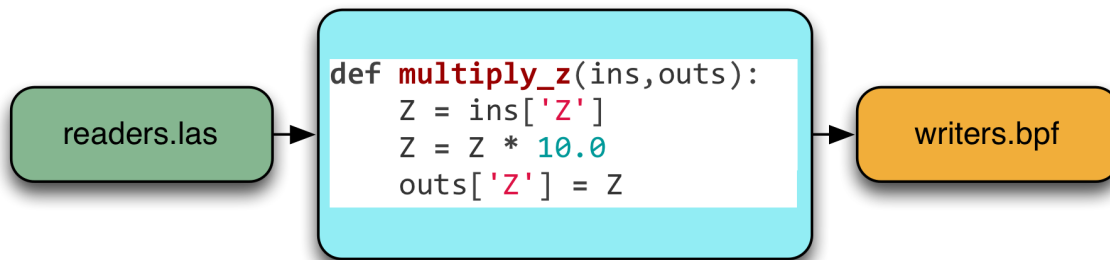 readers.las
def multiply_z(ins,outs):
    Z = ins['Z']
    Z = Z * 10.0
    outs['Z'] = Z
writers.bpf